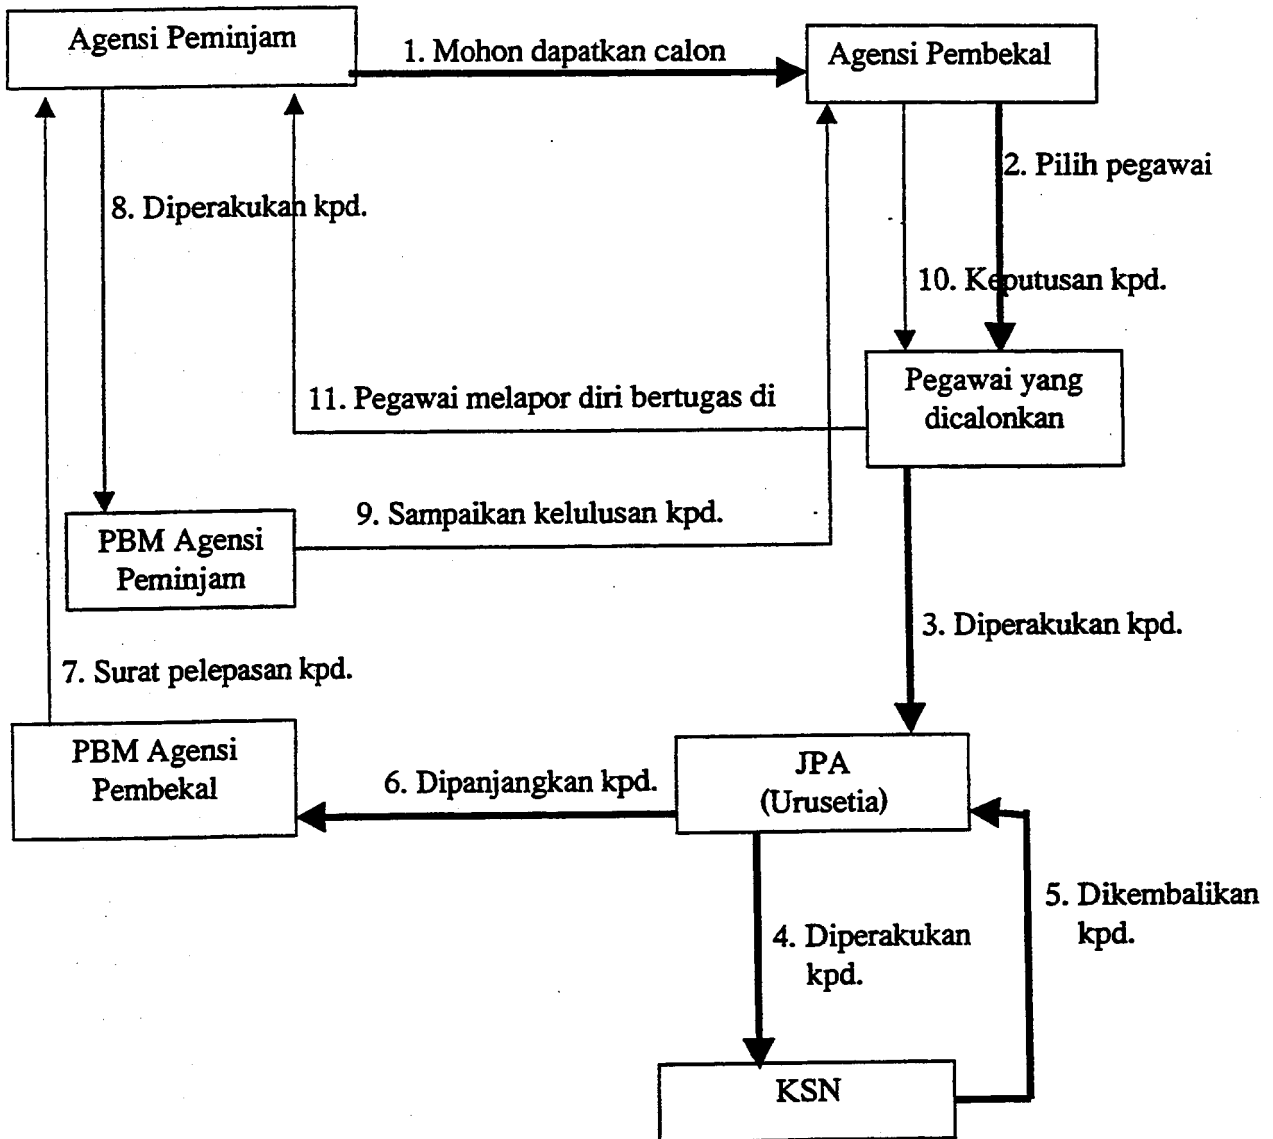 Agensi Peminjam
1. Mohon dapatkan calon
Agensi Pembekal
2. Pilih pegawai
8. Diperakukan kpd.
10. Keputusan kpd.
Pegawai yang
dicalonkan
11. Pegawai melapor diri bertugas di
9. Sampaikan kelulusan kpd.
PBM Agensi
Peminjam
3. Diperakukan kpd.
7. Surat pelepasan kpd.
PBM Agensi
Pembekal
6. Dipanjangkan kpd.
JPA
(Urusetia)
5. Dikembalikan
kpd.
4. Diperakukan
kpd.
KSN